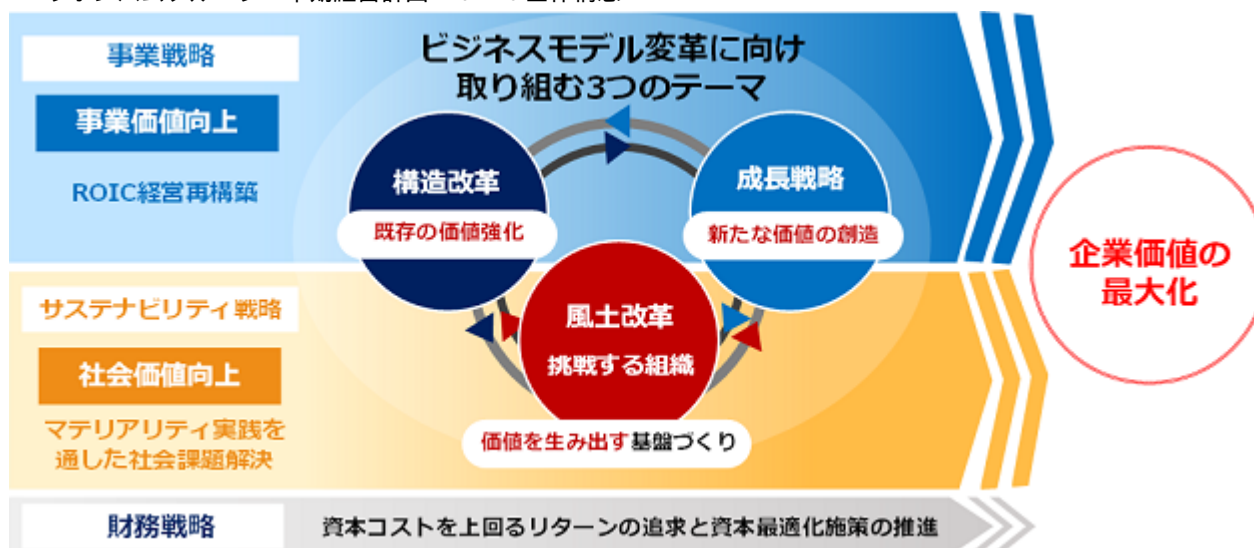 事業戦略
事業価値向上
ROIC経営再構築
ビジネスモデル変革に向け
取り組む3つのテーマ
構造改革
既存の価値強化
成長戦略
新たな価値の創造
風土改革
挑戦する組織
価値を生み出す基盤づくり
サステナビリティ戦略
社会価値向上
マテリアリティ実践を
通した社会課題解決
企業価値の
最大化
財務戦略
資本コストを上回るリターンの追求と資本最適化施策の推進